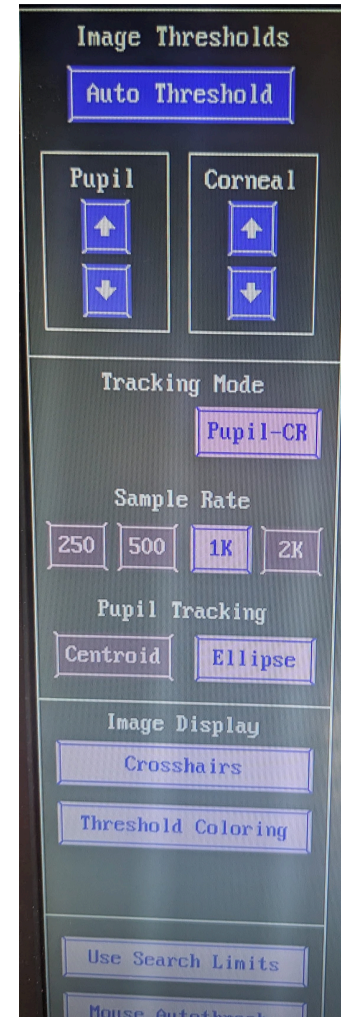 Image Thresholds
Auto Threshold
Pupil Corneal
Tracking Mode
Pupil-CR
Sample Rate
250 500 1K 2K
Pupil Tracking
Centroid Ellipse
Image Display
Crosshairs
Threshold Coloring
Use Search Limits
Mouse